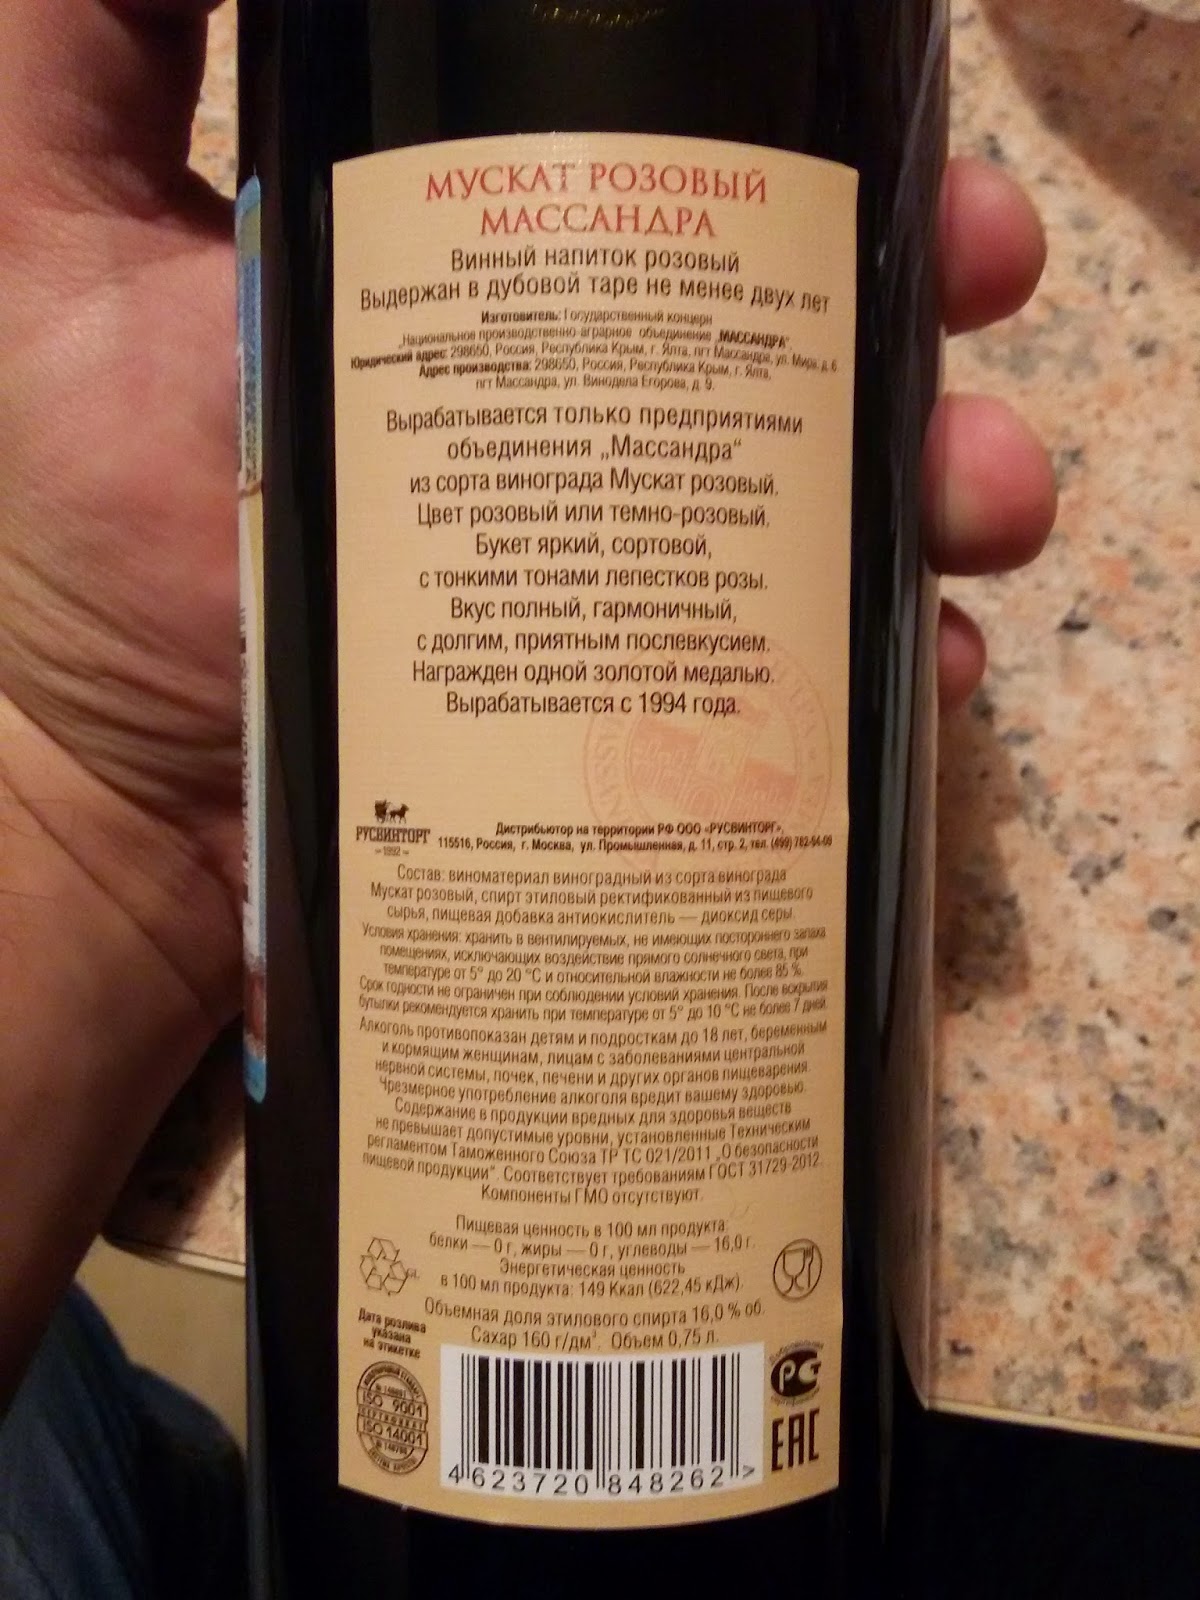 МУСКАТ РОЗОВЫЙ
МАССАНДРА
Винный напиток розовый
Выдержан в дубовой таре не менее двух лет
Изготовитель: Государственный концерн
„Национальное производственно-аграрное объединение „МАССАНДРА"
Юридический адрес: 298650, Россия, Республика Крым, г. Ялта, пгт Массандра, ул. Мира, д. 6
Адрес производства: 298650, Россия, Республика Крым, г. Ялта,
пгт Массандра, ул. Винодела Егорова, д. 9.
Вырабатывается только предприятиями
объединения „Массандра“
из сорта винограда Мускат розовый.
Цвет розовый или темно-розовый.
Букет яркий, сортовой,
с тонкими тонами лепестков розы.
Вкус полный, гармоничный,
с долгим, приятным послевкусием.
Награжден одной золотой медалью.
Вырабатывается с 1994 года.
РУСВИНТОРГ
–1992–
Дистрибьютор на территории РФ ООО «РУСВИНТОРГ»,
115516, Россия, г. Москва, ул. Промышленная, д. 11, стр. 2, тел. (499) 782-54-09
Состав: виноматериал виноградный из сорта винограда
Мускат розовый, спирт этиловый ректификованный из пищевого
сырья, пищевая добавка антиокислитель — диоксид серы.
Условия хранения: хранить в вентилируемых, не имеющих постороннего запаха
помещениях, исключающих воздействие прямого солнечного света, при
температуре от 5° до 20 °С и относительной влажности не более 85 %.
Срок годности не ограничен при соблюдении условий хранения. После вскрытия
бутылки рекомендуется хранить при температуре от 5° до 10 °С не более 7 дней.
Алкоголь противопоказан детям и подросткам до 18 лет, беременным
и кормящим женщинам, лицам с заболеваниями центральной
нервной системы, почек, печени и других органов пищеварения.
Чрезмерное употребление алкоголя вредит вашему здоровью.
Содержание в продукции вредных для здоровья веществ
не превышает допустимые уровни, установленные Техническим
регламентом Таможенного Союза ТР ТС 021/2011 „О безопасности
пищевой продукции“. Соответствует требованиям ГОСТ 31729-2012.
Компоненты ГМО отсутствуют.
Пищевая ценность в 100 мл продукта:
белки — 0 г, жиры — 0 г, углеводы — 16,0 г.
Энергетическая ценность
в 100 мл продукта: 149 Ккал (622,45 кДж).
Объемная доля этилового спирта 16,0 % об.
Сахар 160 г/дм³. Объем 0,75 л.
GL
Дата розлива
указана
на этикетке
ISO 9001
ISO 14001
РСТ
ЕАС
4 623720 848262 >